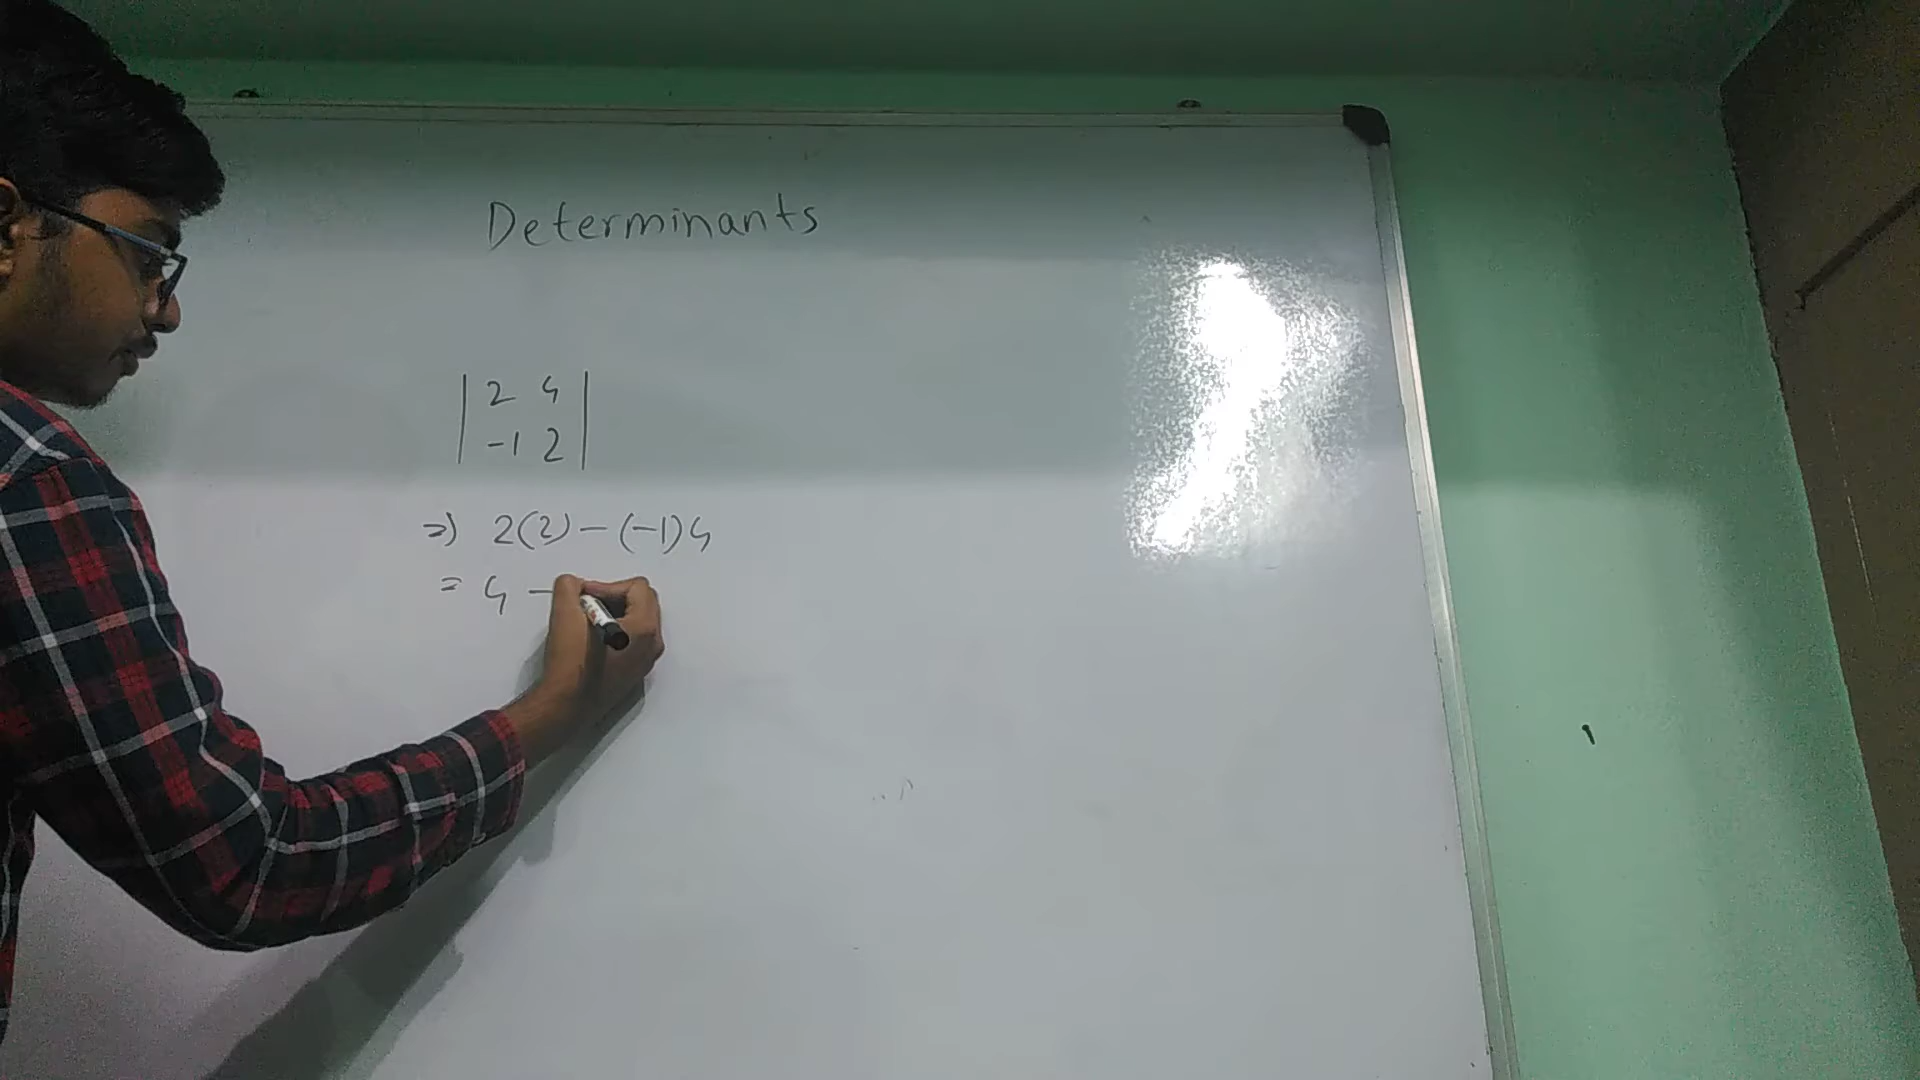 Determinants
| 2 4 |
| -1 2 |
=) 2(2) - (-1)4
= 4 -